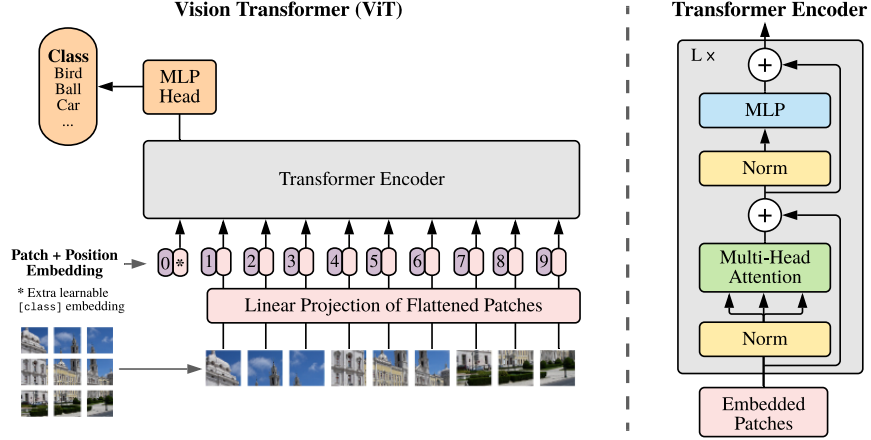 Vision Transformer (ViT)
Class
Bird
Ball
Car
...
MLP
Head
Transformer Encoder
Patch + Position
Embedding
0 * 1 2 3 4 5 6 7 8 9
* Extra learnable
[class] embedding
Linear Projection of Flattened Patches
Transformer Encoder
L x
+
MLP
Norm
+
Multi-Head
Attention
Norm
Embedded
Patches